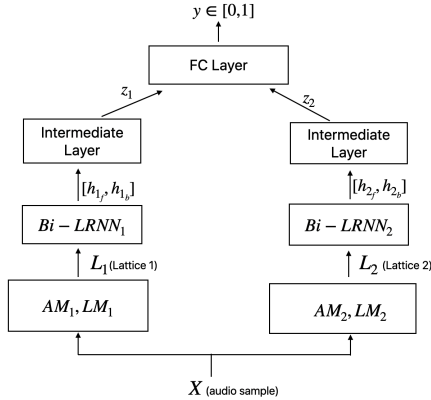 y ∈ [0,1]
FC Layer
z₁ z₂
Intermediate Layer
Intermediate Layer
[h₁f, h₁b] [h₂f, h₂b]
Bi − LRNN₁ Bi − LRNN₂
L₁ (Lattice 1) L₂ (Lattice 2)
AM₁, LM₁ AM₂, LM₂
X (audio sample)